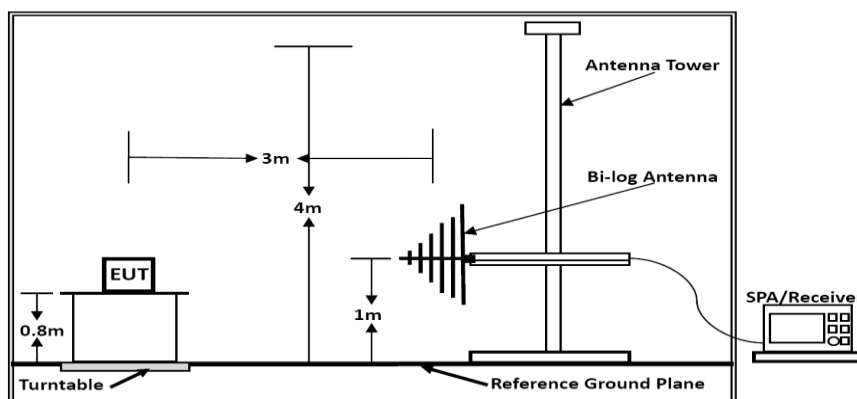 Antenna Tower
3m
Bi-log Antenna
4m
EUT
0.8m
1m
SPA/Receive
Turntable
Reference Ground Plane